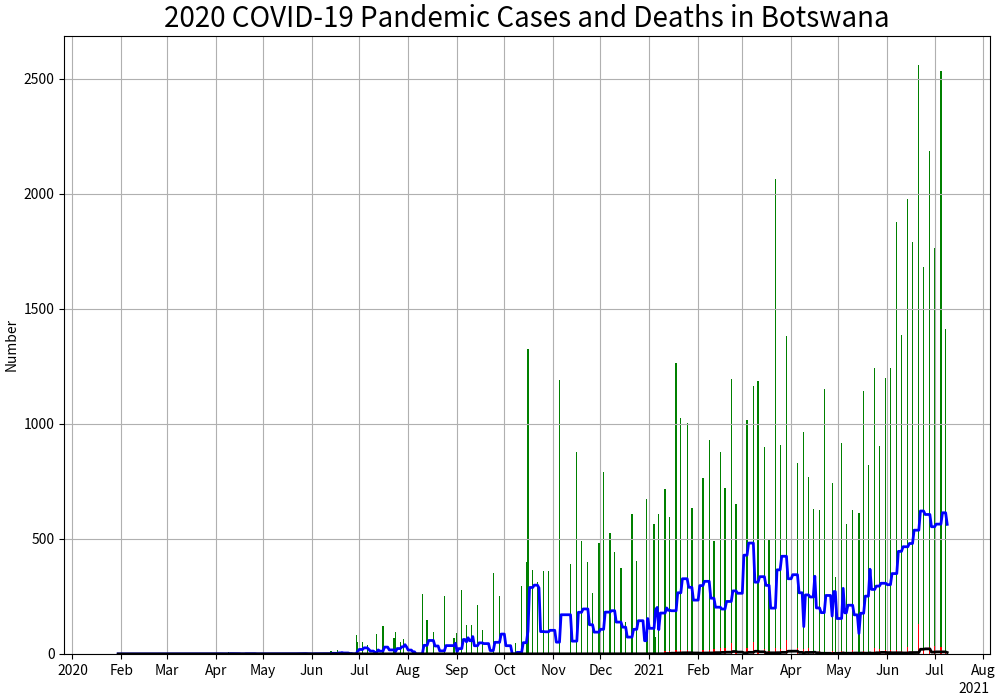 2020 COVID-19 Pandemic Cases and Deaths in Botswana
Number
2500
2000
1500
1000
500
0
2020 Feb Mar Apr May Jun Jul Aug Sep Oct Nov Dec 2021 Feb Mar Apr May Jun Jul Aug
2021